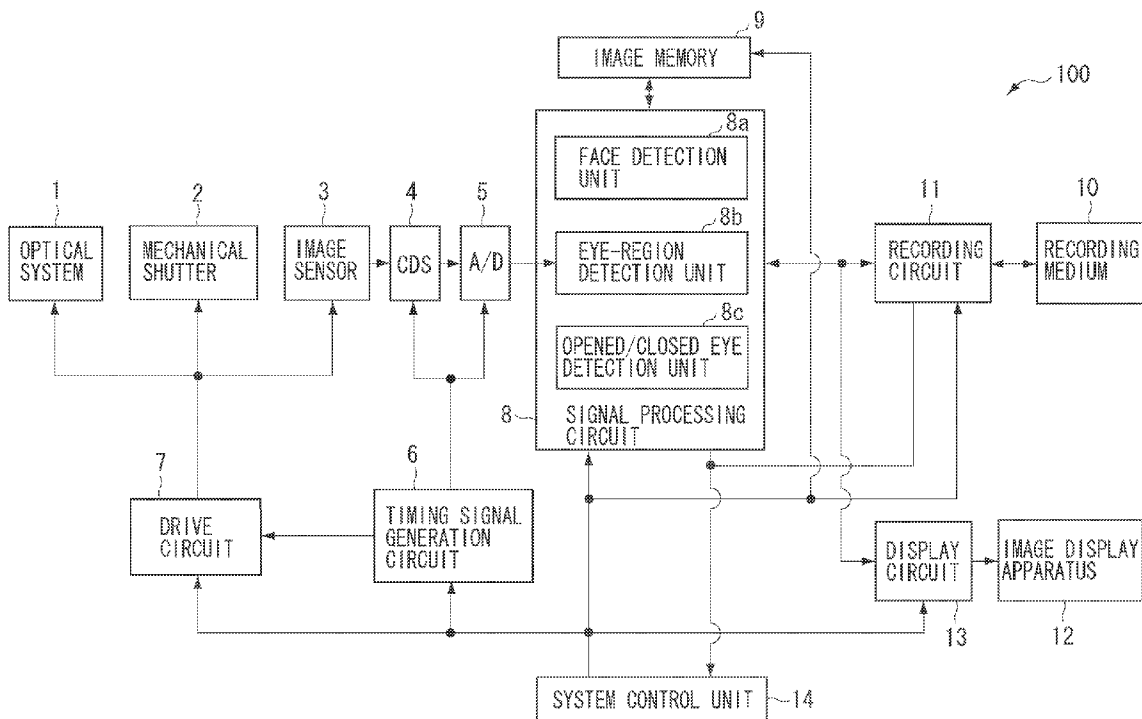 9
IMAGE MEMORY
100
8a
FACE DETECTION
UNIT
1
2
3
4
5
8b
11
10
OPTICAL
SYSTEM
MECHANICAL
SHUTTER
IMAGE
SENSOR
CDS
A/D
EYE-REGION
DETECTION UNIT
RECORDING
CIRCUIT
RECORDING
MEDIUM
8c
OPENED/CLOSED EYE
DETECTION UNIT
8
SIGNAL PROCESSING
CIRCUIT
7
6
DRIVE
CIRCUIT
TIMING SIGNAL
GENERATION
CIRCUIT
DISPLAY
CIRCUIT
IMAGE DISPLAY
APPARATUS
13
12
SYSTEM CONTROL UNIT
14